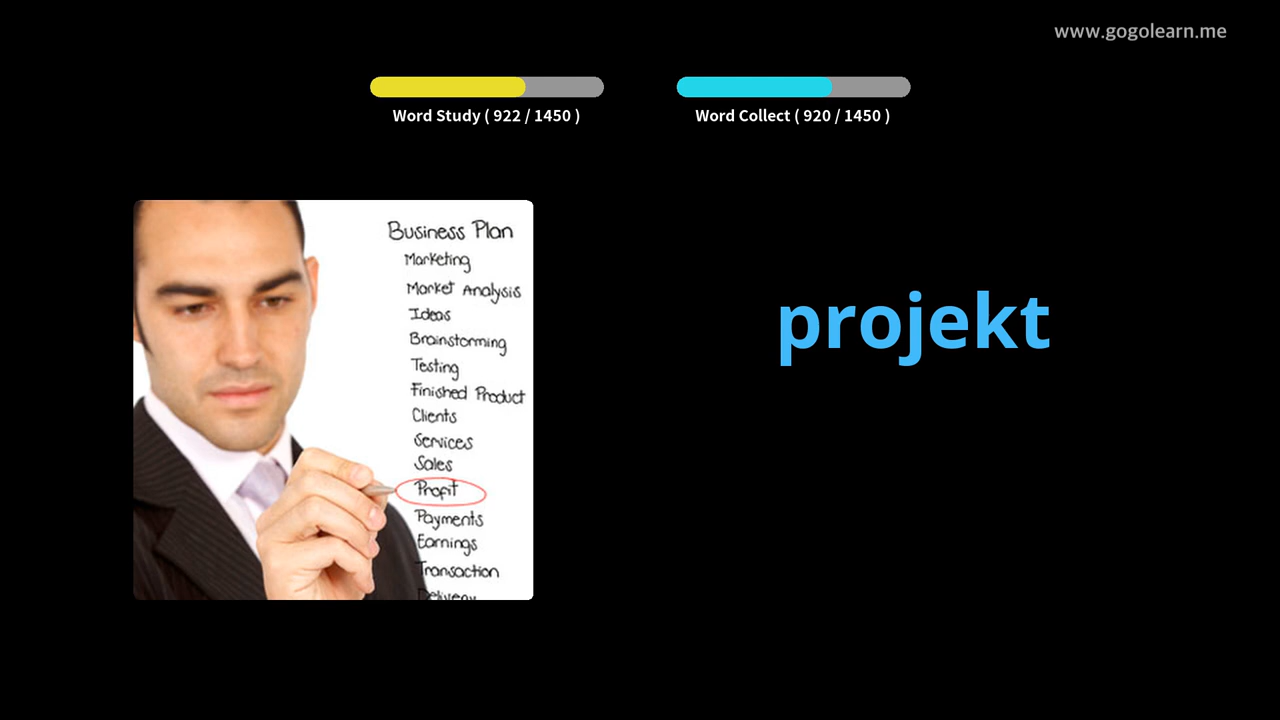 www.gogolearn.me
Word Study ( 922 / 1450 )
Word Collect ( 920 / 1450 )
Business Plan
Marketing
Market Analysis
Ideas
Brainstorming
Testing
Finished Product
Clients
Services
Sales
Profit
Payments
Earnings
Transaction
Delivery
projekt